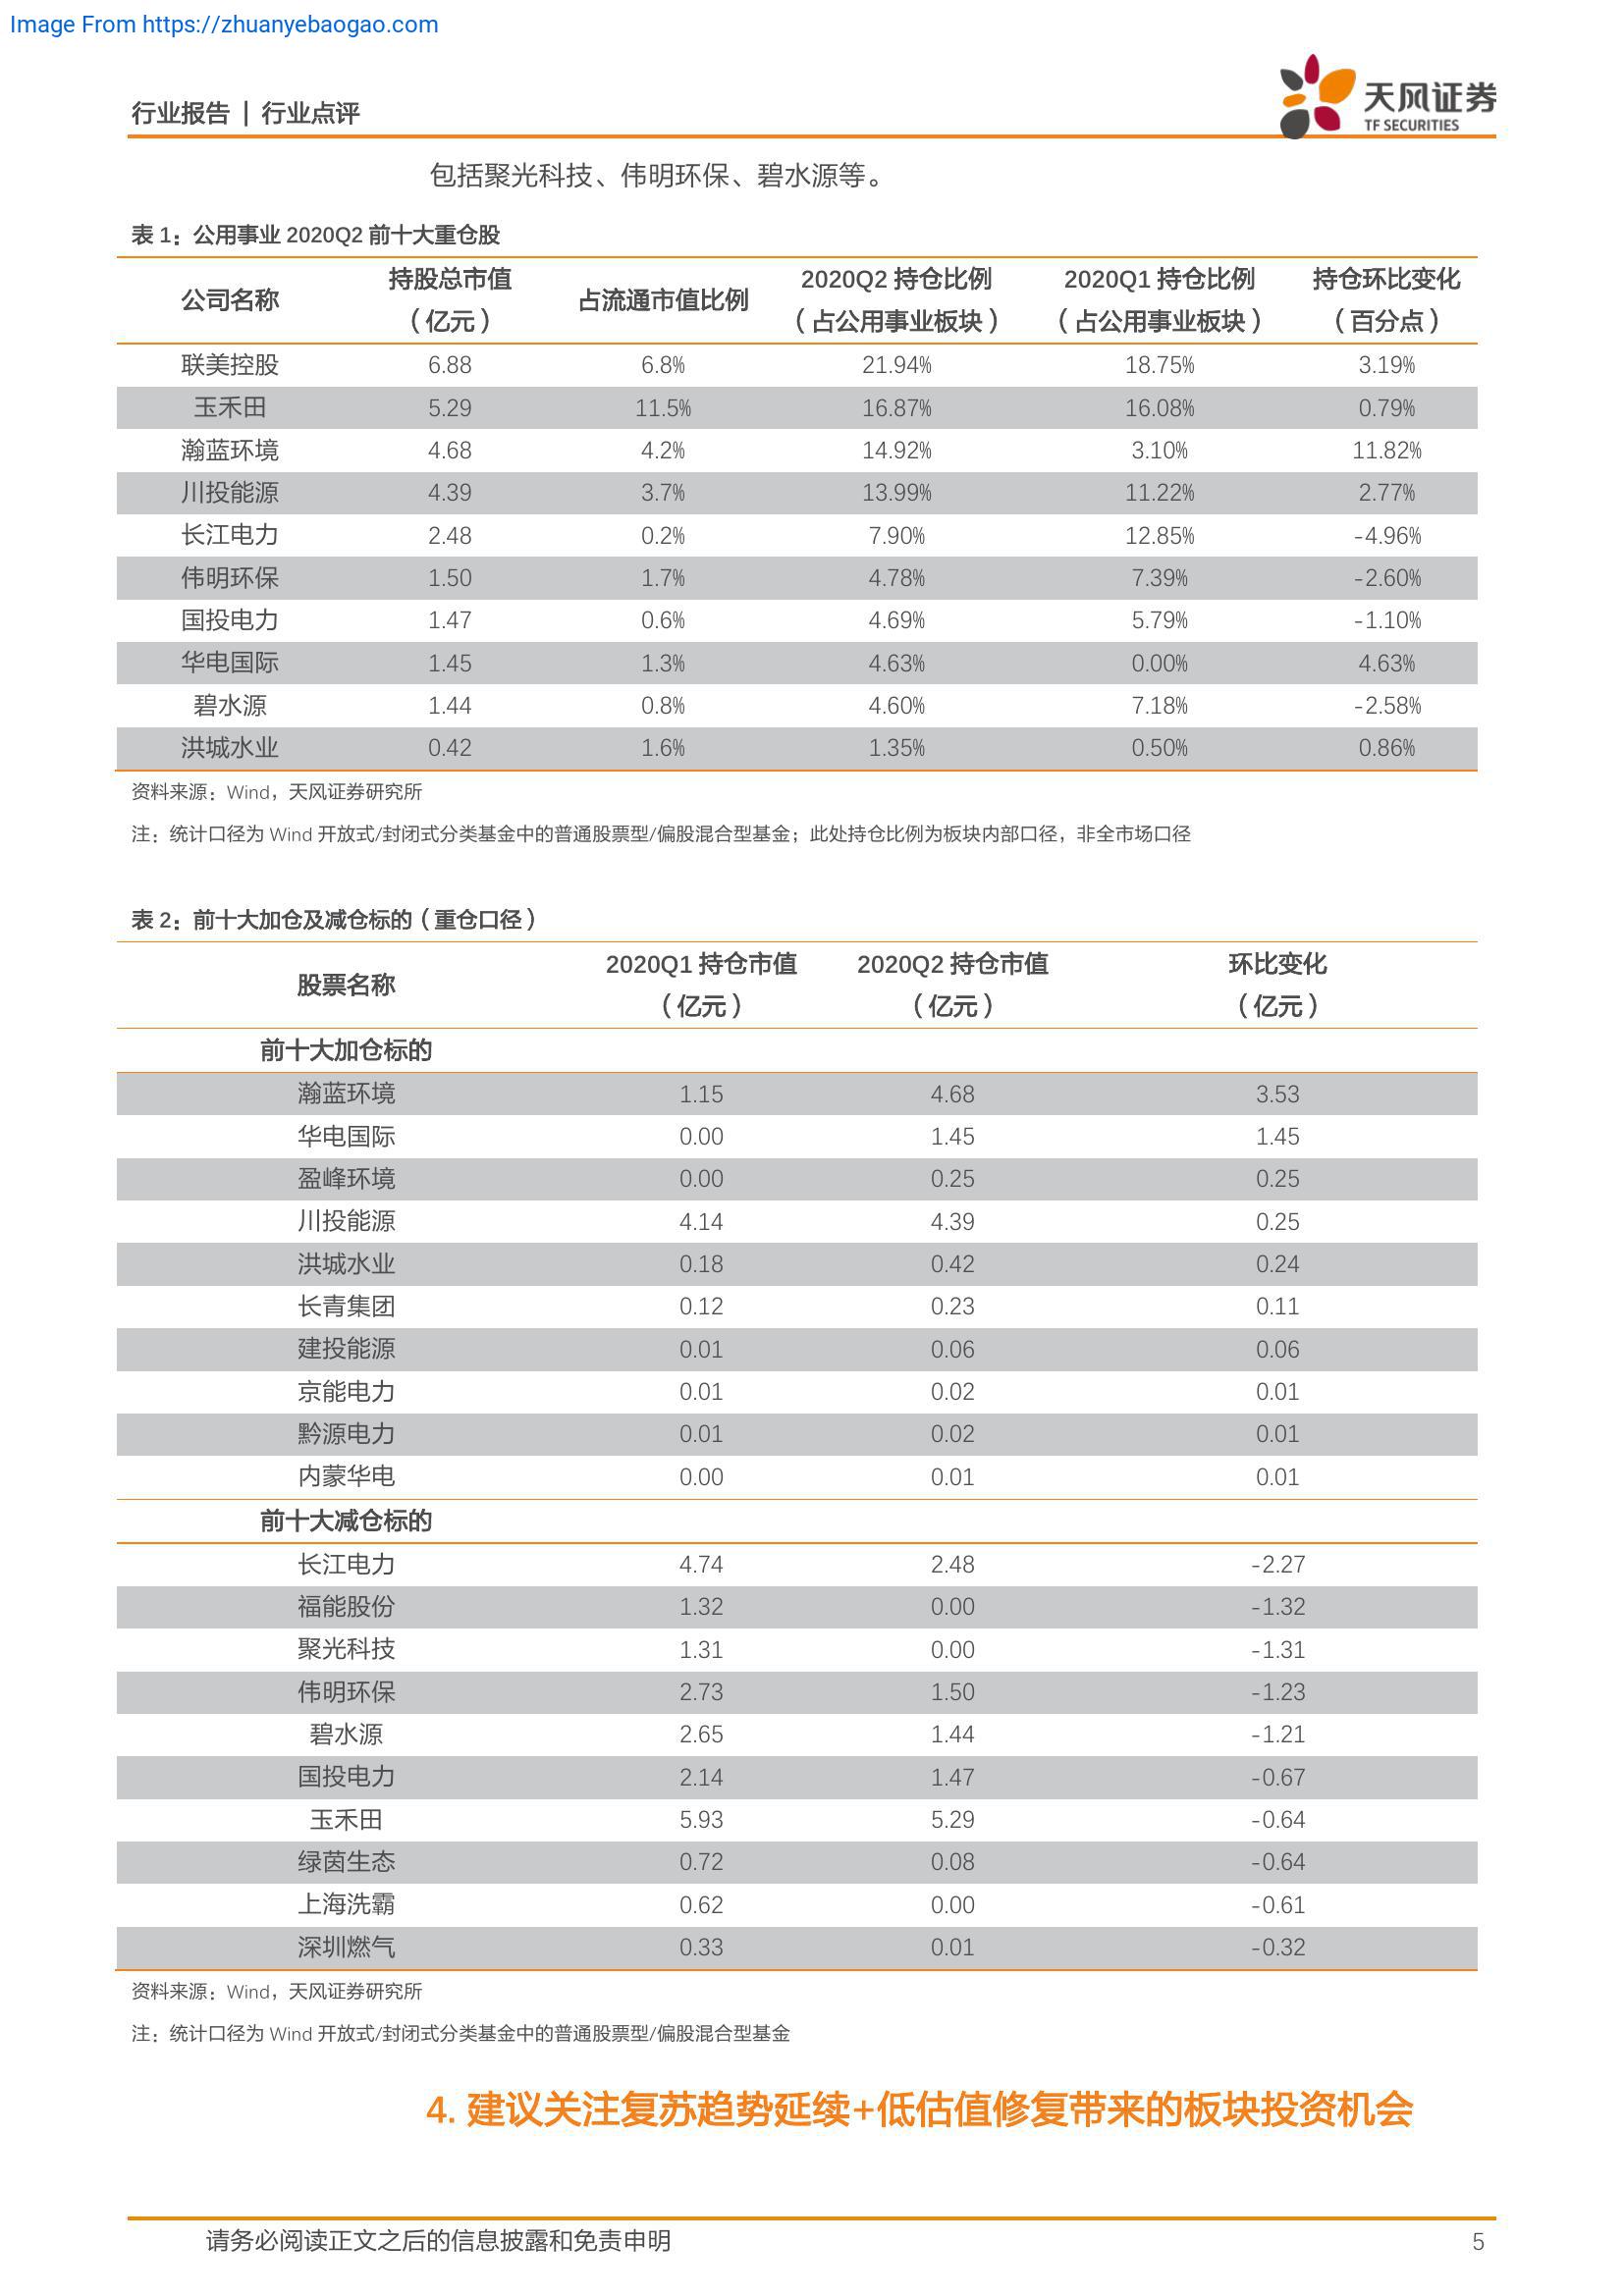 Image From https://zhuanyebaogao.com
行业报告 | 行业点评
天风证券
TF SECURITIES
包括聚光科技、伟明环保、碧水源等。
表 1：公用事业 2020Q2 前十大重仓股
公司名称 持股总市值（亿元） 占流通市值比例 2020Q2 持仓比例（占公用事业板块） 2020Q1 持仓比例（占公用事业板块） 持仓环比变化（百分点）
联美控股 6.88 6.8% 21.94% 18.75% 3.19%
玉禾田 5.29 11.5% 16.87% 16.08% 0.79%
瀚蓝环境 4.68 4.2% 14.92% 3.10% 11.82%
川投能源 4.39 3.7% 13.99% 11.22% 2.77%
长江电力 2.48 0.2% 7.90% 12.85% -4.96%
伟明环保 1.50 1.7% 4.78% 7.39% -2.60%
国投电力 1.47 0.6% 4.69% 5.79% -1.10%
华电国际 1.45 1.3% 4.63% 0.00% 4.63%
碧水源 1.44 0.8% 4.60% 7.18% -2.58%
洪城水业 0.42 1.6% 1.35% 0.50% 0.86%
资料来源：Wind，天风证券研究所
注：统计口径为 Wind 开放式/封闭式分类基金中的普通股票型/偏股混合型基金；此处持仓比例为板块内部口径，非全市场口径
表 2：前十大加仓及减仓标的（重仓口径）
股票名称 2020Q1 持仓市值（亿元） 2020Q2 持仓市值（亿元） 环比变化（亿元）
前十大加仓标的
瀚蓝环境 1.15 4.68 3.53
华电国际 0.00 1.45 1.45
盈峰环境 0.00 0.25 0.25
川投能源 4.14 4.39 0.25
洪城水业 0.18 0.42 0.24
长青集团 0.12 0.23 0.11
建投能源 0.01 0.06 0.06
京能电力 0.01 0.02 0.01
黔源电力 0.01 0.02 0.01
内蒙华电 0.00 0.01 0.01
前十大减仓标的
长江电力 4.74 2.48 -2.27
福能股份 1.32 0.00 -1.32
聚光科技 1.31 0.00 -1.31
伟明环保 2.73 1.50 -1.23
碧水源 2.65 1.44 -1.21
国投电力 2.14 1.47 -0.67
玉禾田 5.93 5.29 -0.64
绿茵生态 0.72 0.08 -0.64
上海洗霸 0.62 0.00 -0.61
深圳燃气 0.33 0.01 -0.32
资料来源：Wind，天风证券研究所
注：统计口径为 Wind 开放式/封闭式分类基金中的普通股票型/偏股混合型基金
4. 建议关注复苏趋势延续+低估值修复带来的板块投资机会
请务必阅读正文之后的信息披露和免责申明 5